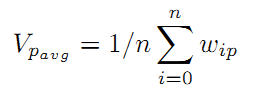 V_{p_{avg}} = 1/n \sum_{i=0}^{n} w_{ip}